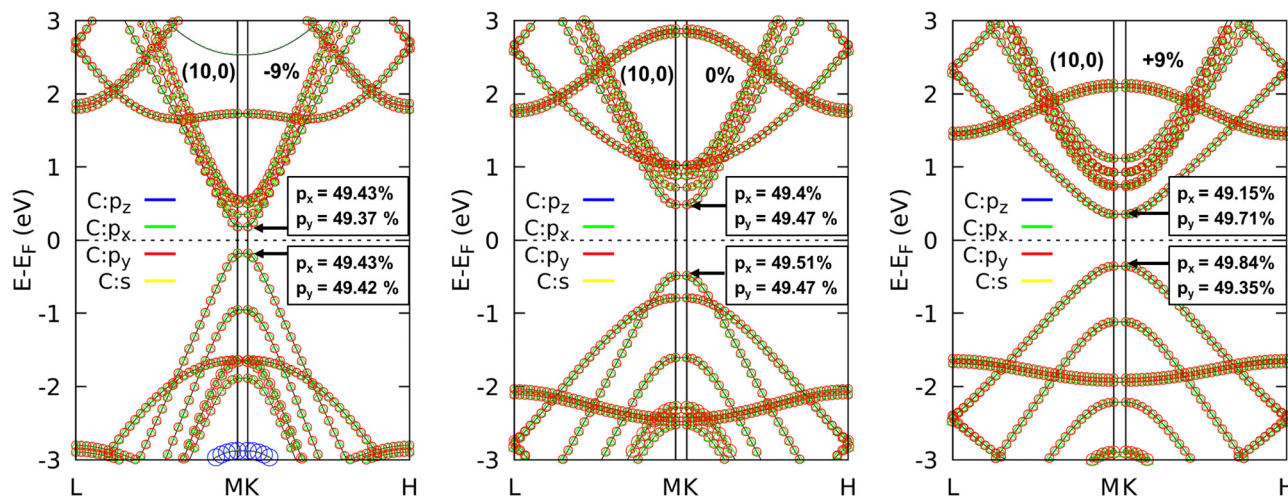 3
2
1
0
-1
-2
-3
E-E_F (eV)
(10,0) -9%
p_x = 49.43%
p_y = 49.37 %
p_x = 49.43%
p_y = 49.42 %
C:p_z
C:p_x
C:p_y
C:s
L M K H
3
2
1
0
-1
-2
-3
E-E_F (eV)
(10,0) 0%
p_x = 49.4%
p_y = 49.47 %
p_x = 49.51%
p_y = 49.47 %
C:p_z
C:p_x
C:p_y
C:s
L M K H
3
2
1
0
-1
-2
-3
E-E_F (eV)
(10,0) +9%
p_x = 49.15%
p_y = 49.71%
p_x = 49.84%
p_y = 49.35%
C:p_z
C:p_x
C:p_y
C:s
L M K H